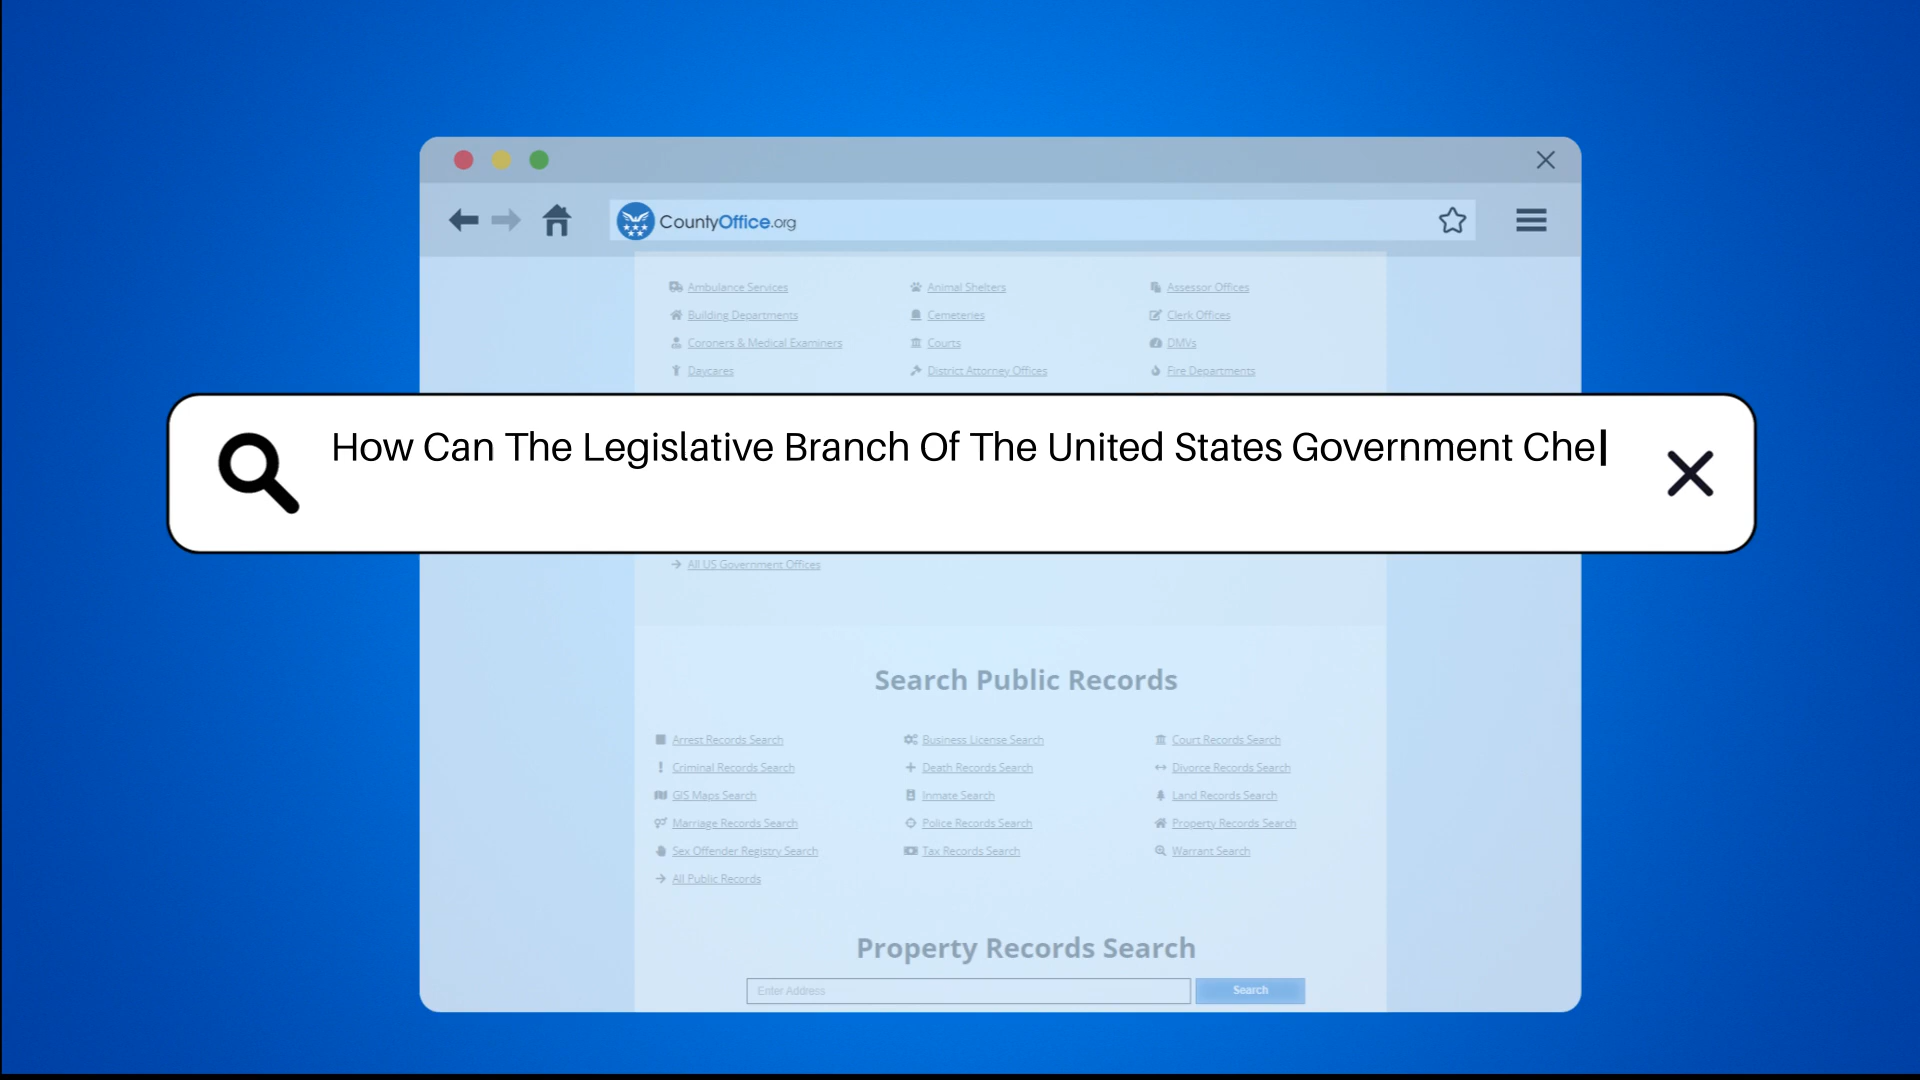 CountyOffice.org
Ambulance Services Animal Shelters Assessor Offices
Building Departments Cemeteries Clerk Offices
Coroners & Medical Examiners Courts DMVs
Daycares District Attorney Offices Fire Departments
How Can The Legislative Branch Of The United States Government Che
All US Government Offices
Search Public Records
Arrest Records Search Business License Search Court Records Search
Criminal Records Search Death Records Search Divorce Records Search
GIS Maps Search Inmate Search Land Records Search
Marriage Records Search Police Records Search Property Records Search
Sex Offender Registry Search Tax Records Search Warrant Search
All Public Records
Property Records Search
Enter Address Search